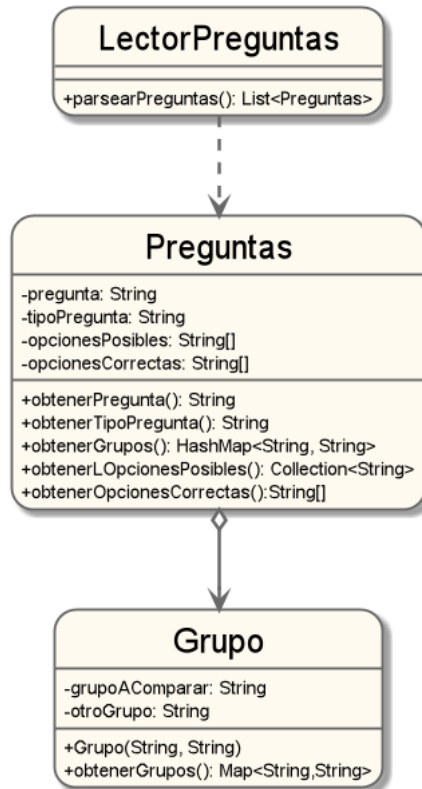 LectorPreguntas
+parsearPreguntas(): List<Preguntas>
Preguntas
-pregunta: String
-tipoPregunta: String
-opcionesPosibles: String[]
-opcionesCorrectas: String[]
+obtenerPregunta(): String
+obtenerTipoPregunta(): String
+obtenerGrupos(): HashMap<String, String>
+obtenerLOpcionesPosibles(): Collection<String>
+obtenerOpcionesCorrectas():String[]
Grupo
-grupoAComparar: String
-otroGrupo: String
+Grupo(String, String)
+obtenerGrupos(): Map<String,String>